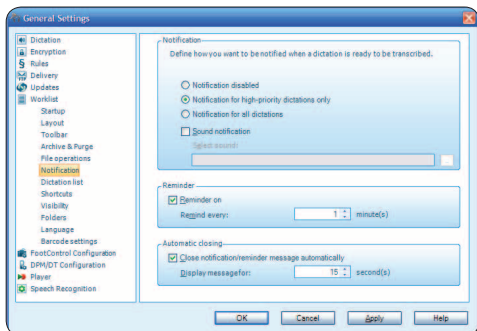 General Settings
Dictation
Encryption
Rules
Delivery
Updates
Worklist
Startup
Layout
Toolbar
Archive & Purge
File operations
Notification
Dictation list
Shortcuts
Visibility
Folders
Language
Barcode settings
FootControl Configuration
DPM/DT Configuration
Player
Speech Recognition
Notification
Define how you want to be notified when a dictation is ready to be transcribed.
Notification disabled
Notification for high-priority dictations only
Notification for all dictations
Sound notification
Select sound:
Reminder
Reminder on
Remind every: 1 minute(s)
Automatic closing
Close notification/reminder message automatically
Display message for: 15 second(s)
OK Cancel Apply Help